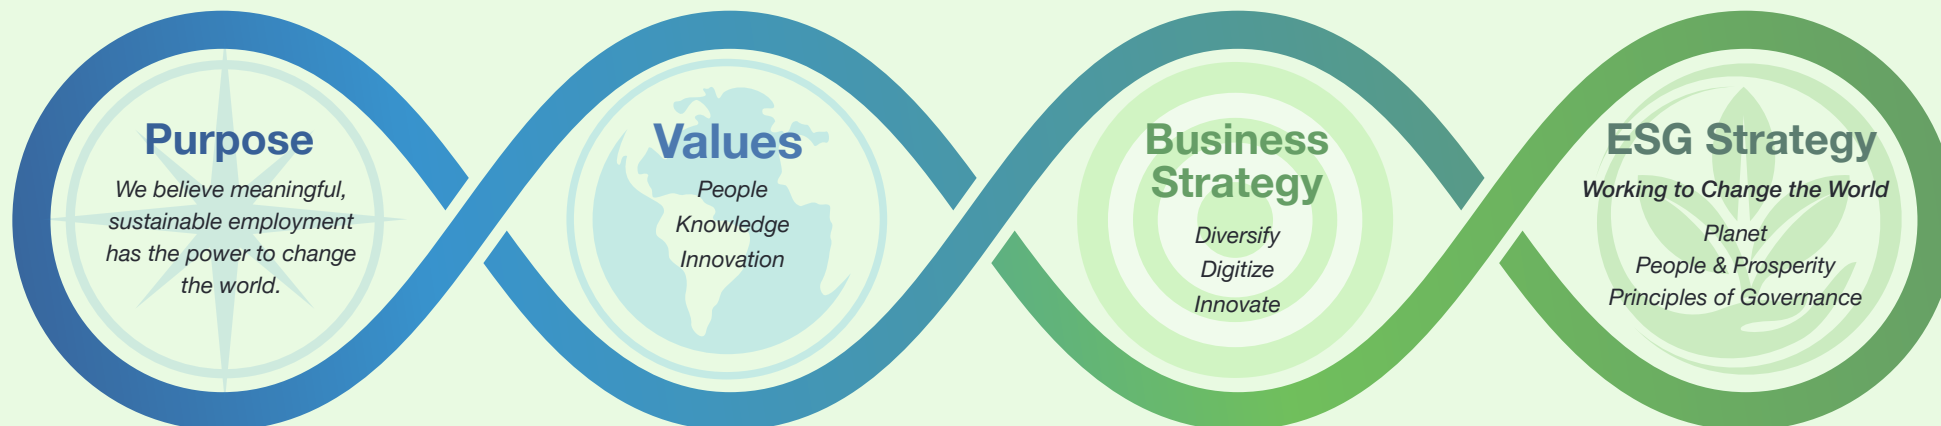 Purpose
We believe meaningful,
sustainable employment
has the power to change
the world.
Values
People
Knowledge
Innovation
Business
Strategy
Diversify
Digitize
Innovate
ESG Strategy
Working to Change the World
Planet
People & Prosperity
Principles of Governance